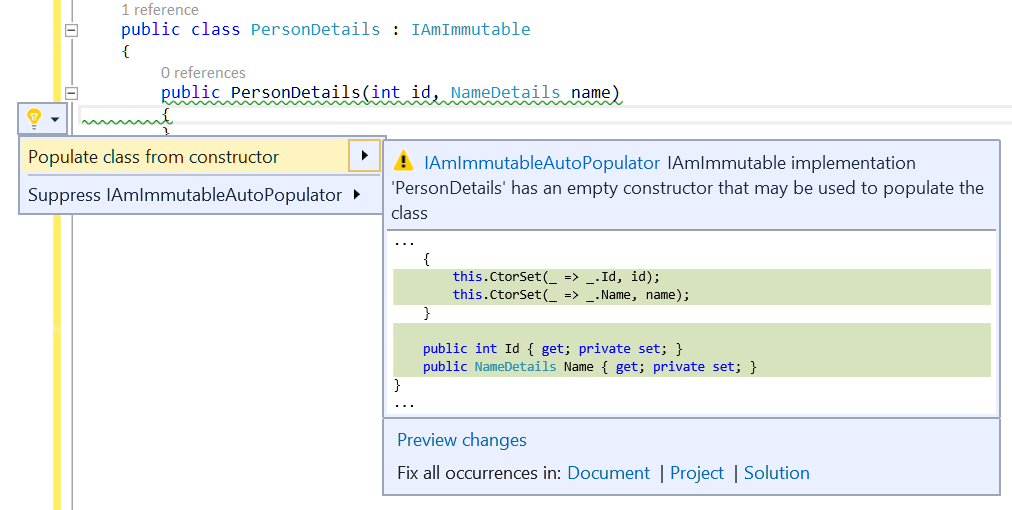 1 reference
public class PersonDetails : IAmImmutable
{
0 references
public PersonDetails(int id, NameDetails name)
{
}
Populate class from constructor
Suppress IAmImmutableAutoPopulator
IAmImmutableAutoPopulator IAmImmutable implementation
'PersonDetails' has an empty constructor that may be used to populate the
class
...
{
this.CtorSet(_ => _.Id, id);
this.CtorSet(_ => _.Name, name);
}
public int Id { get; private set; }
public NameDetails Name { get; private set; }
}
...
Preview changes
Fix all occurrences in: Document | Project | Solution